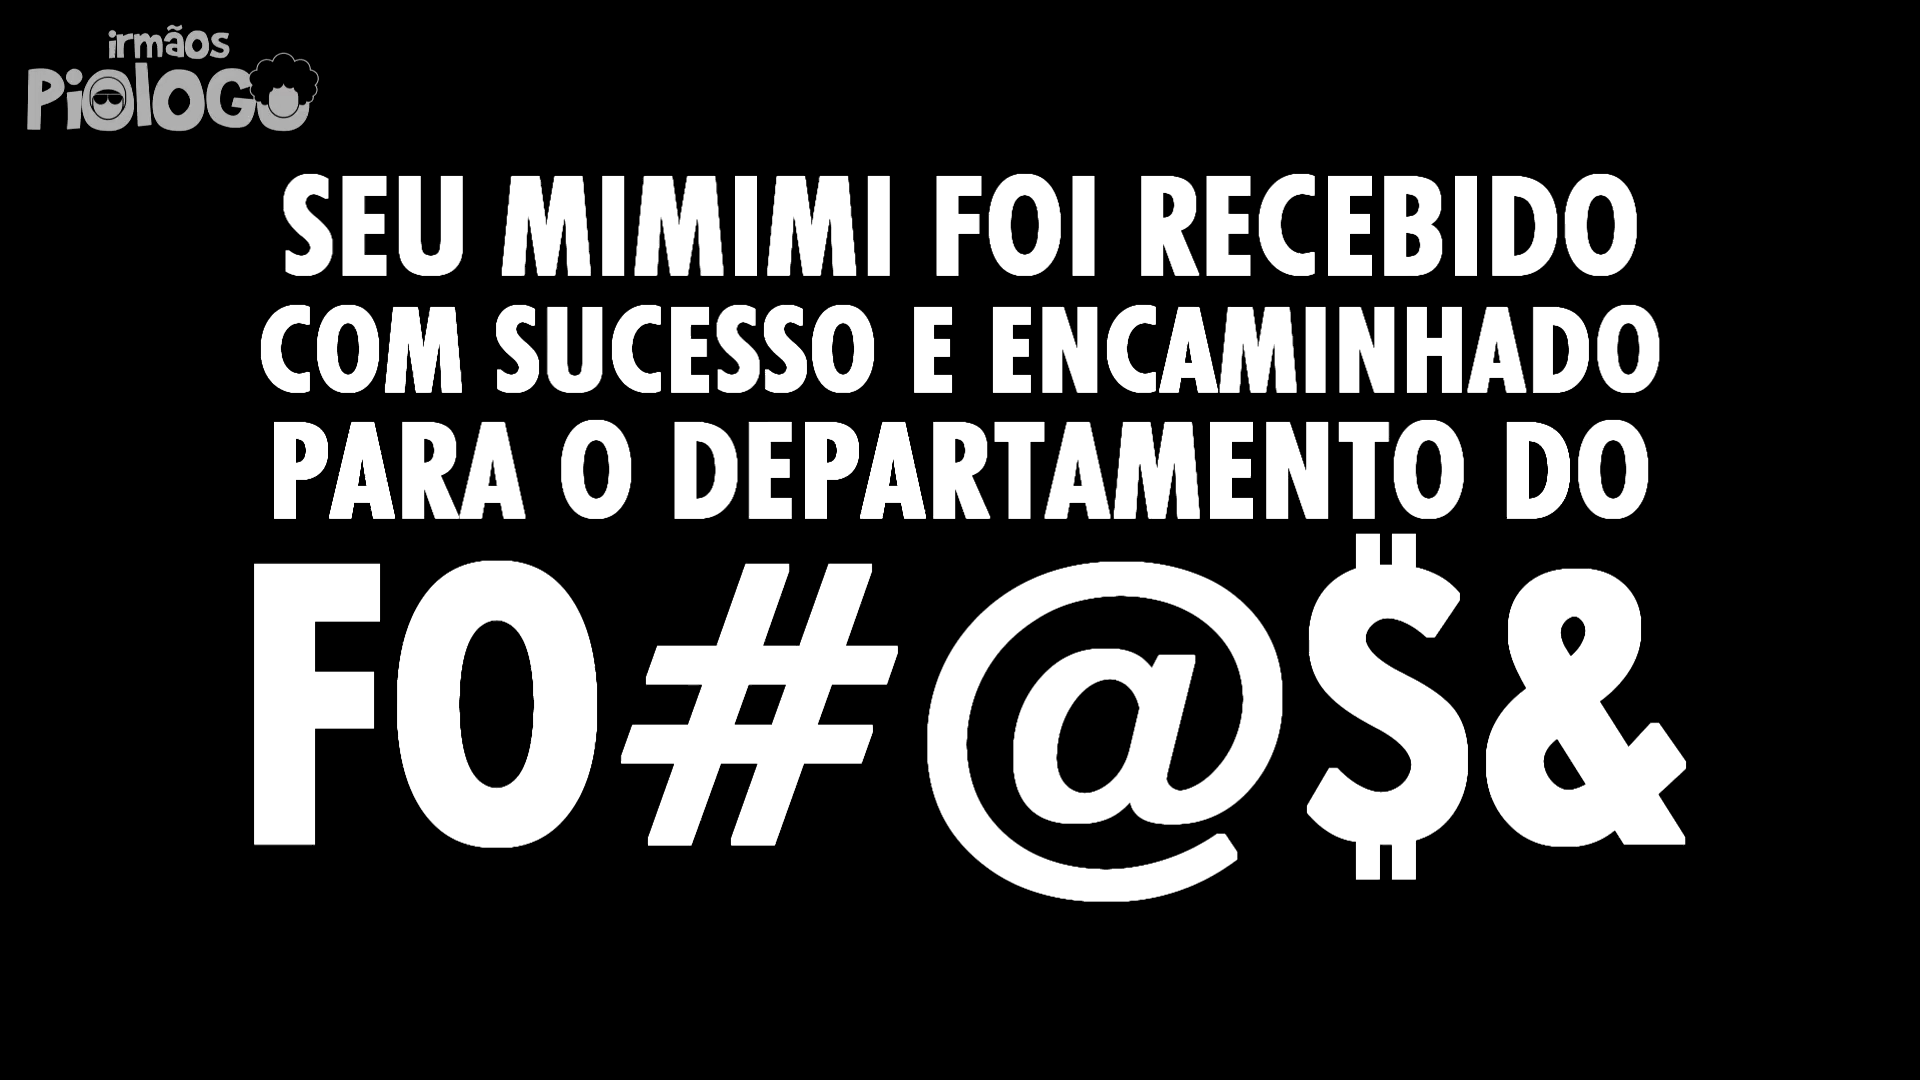 irmãos
PiOlOGO
SEU MIMIMI FOI RECEBIDO
COM SUCESSO E ENCAMINHADO
PARA O DEPARTAMENTO DO
FO#@$&